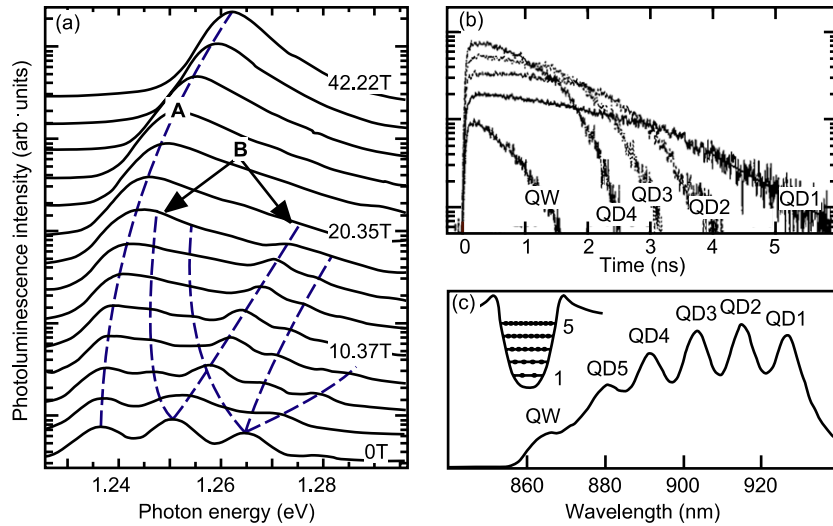 (a)
42.22T
A
B
20.35T
10.37T
0T
Photoluminescence intensity (arb·units)
1.24 1.26 1.28
Photon energy (eV)
(b)
QW QD4 QD3 QD2 QD1
0 1 2 3 4 5
Time (ns)
(c)
5
1
QW QD5 QD4 QD3 QD2 QD1
860 880 900 920
Wavelength (nm)